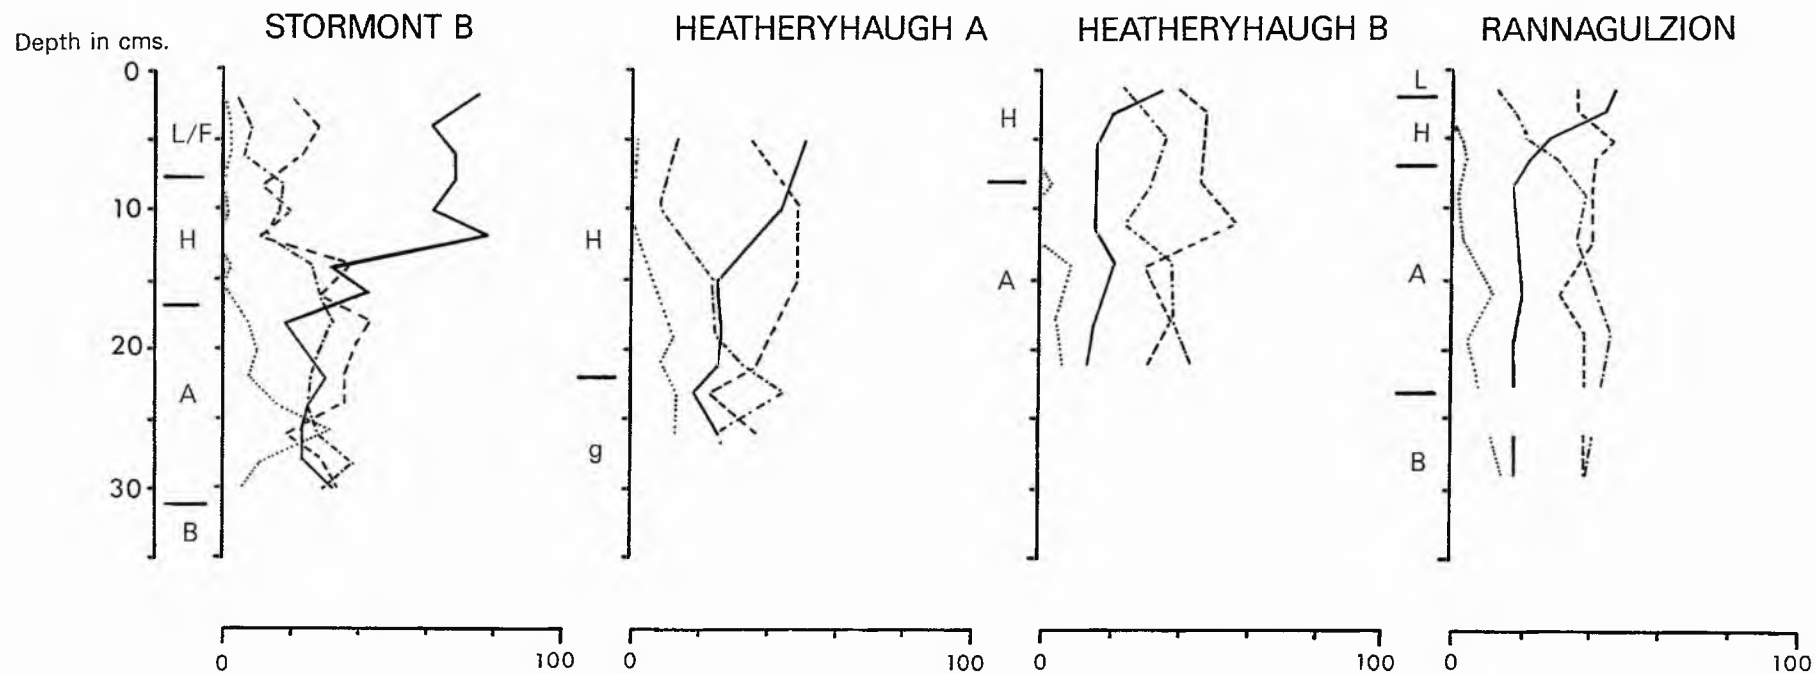 STORMONT B
HEATHERYHAUGH A
HEATHERYHAUGH B
RANNAGULZION
Depth in cms.
0
10
20
30
L/F
H
A
B
H
g
H
A
L
H
A
B
0
100
0
100
0
100
0
100